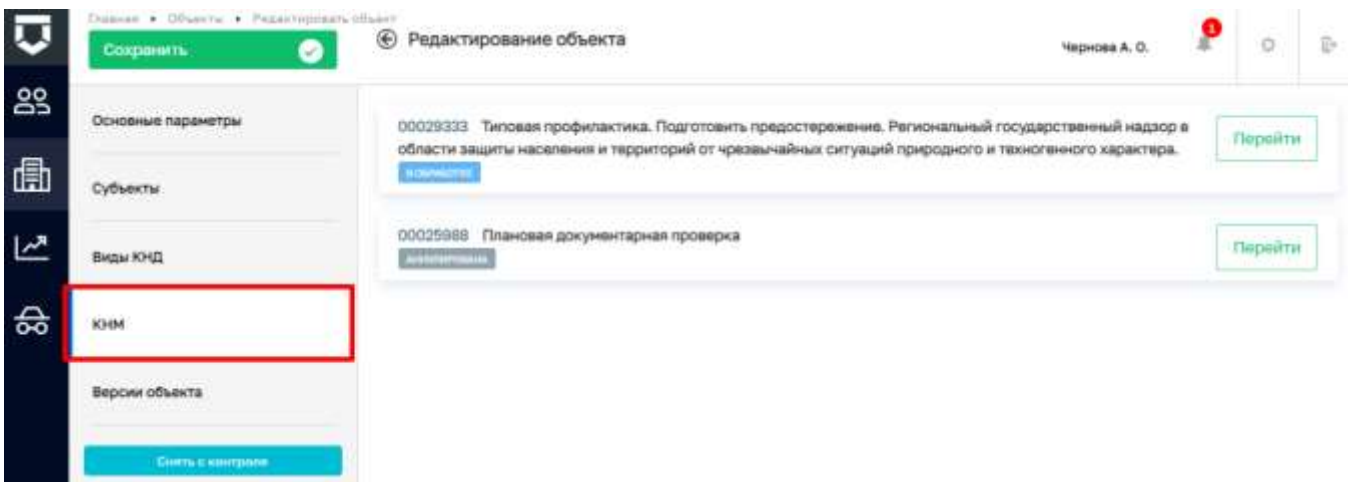 Главная • Объекты • Редактировать объект
Сохранить
Редактирование объекта
Чернова А. О.
1
Основные параметры
Субъекты
Виды КНД
КНМ
Версии объекта
Снять с контроля
00029333 Типовая профилактика. Подготовить предостережение. Региональный государственный надзор в
области защиты населения и территорий от чрезвычайных ситуаций природного и техногенного характера.
Перейти
В ОБРАБОТКЕ
00025988 Плановая документарная проверка
Перейти